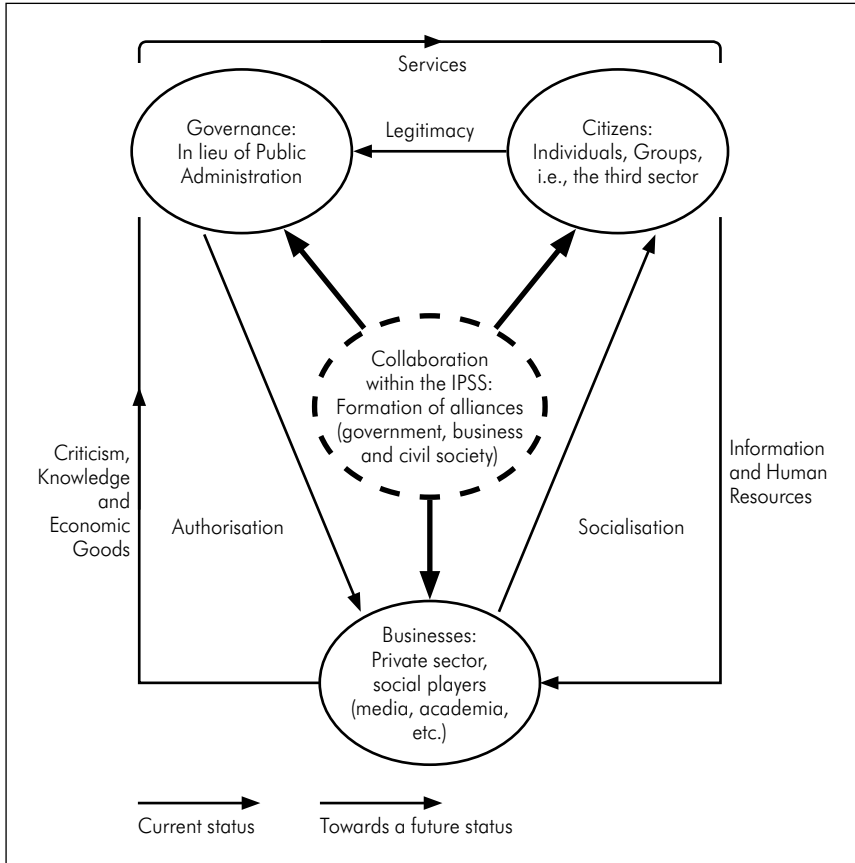 Services
Governance:
In lieu of Public
Administration
Legitimacy
Citizens:
Individuals, Groups,
i.e., the third sector
Collaboration
within the IPSS:
Formation of alliances
(government, business
and civil society)
Criticism,
Knowledge
and
Economic
Goods
Authorisation
Socialisation
Information
and Human
Resources
Businesses:
Private sector,
social players
(media, academia,
etc.)
Current status
Towards a future status